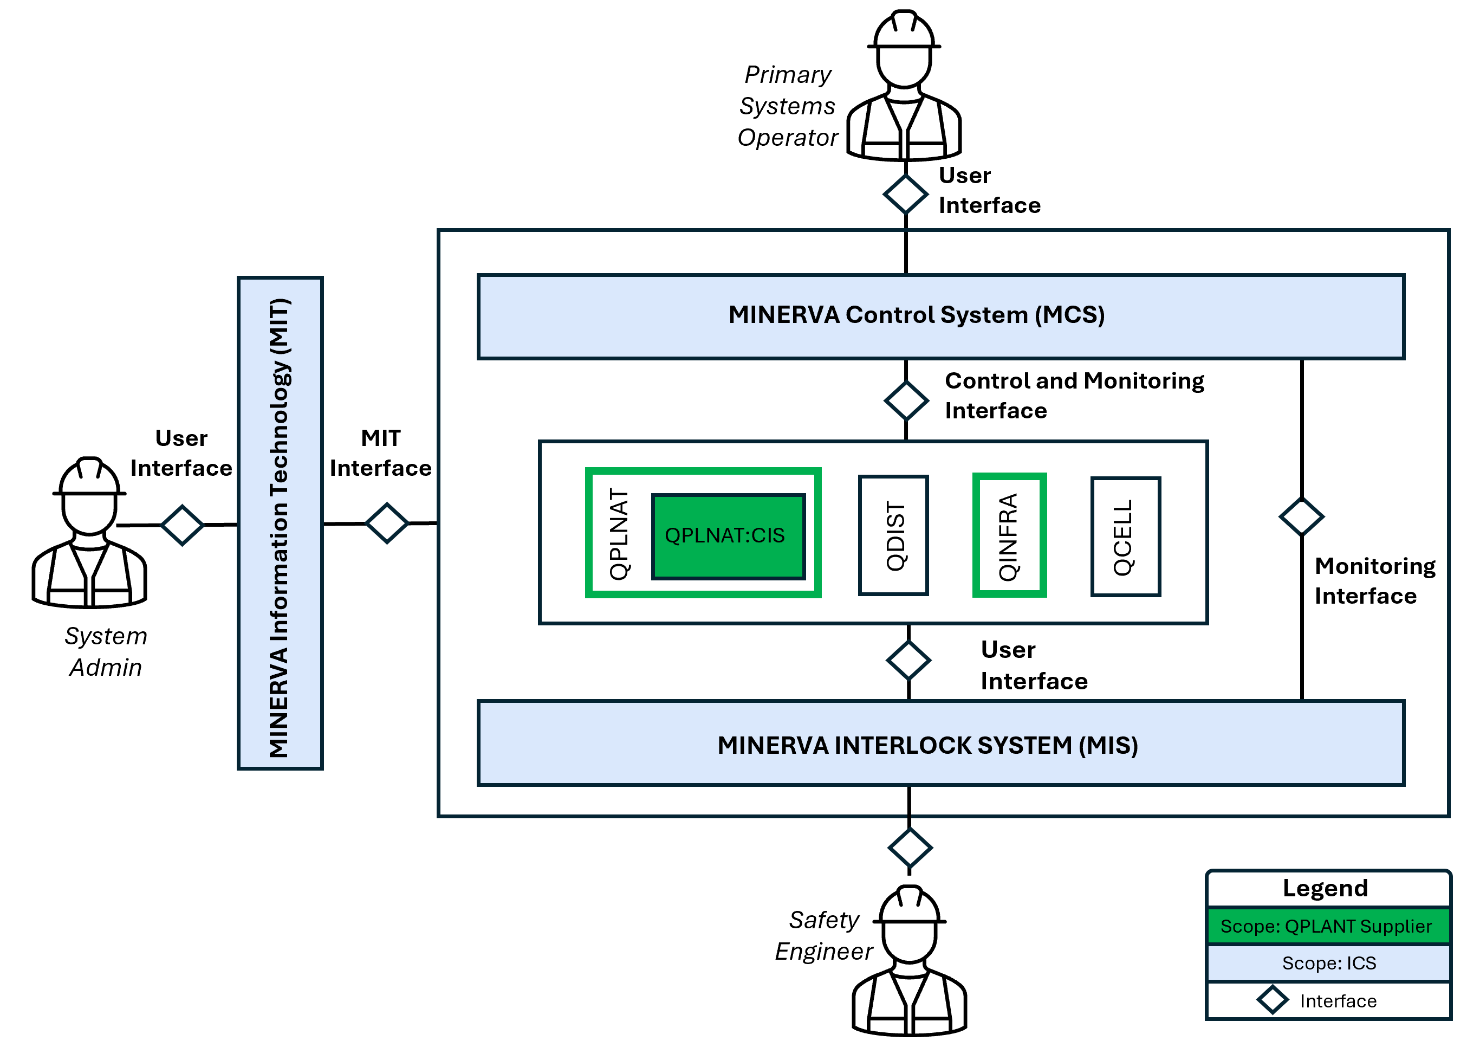 Primary
Systems
Operator
User
Interface
MINERVA Control System (MCS)
Control and Monitoring
Interface
User
Interface
MIT
Interface
MINERVA Information Technology (MIT)
System
Admin
QPLNAT
QPLNAT:CIS
QDIST
QINFRA
QCELL
Monitoring
Interface
User
Interface
MINERVA INTERLOCK SYSTEM (MIS)
Safety
Engineer
Legend
Scope: QPLANT Supplier
Scope: ICS
Interface